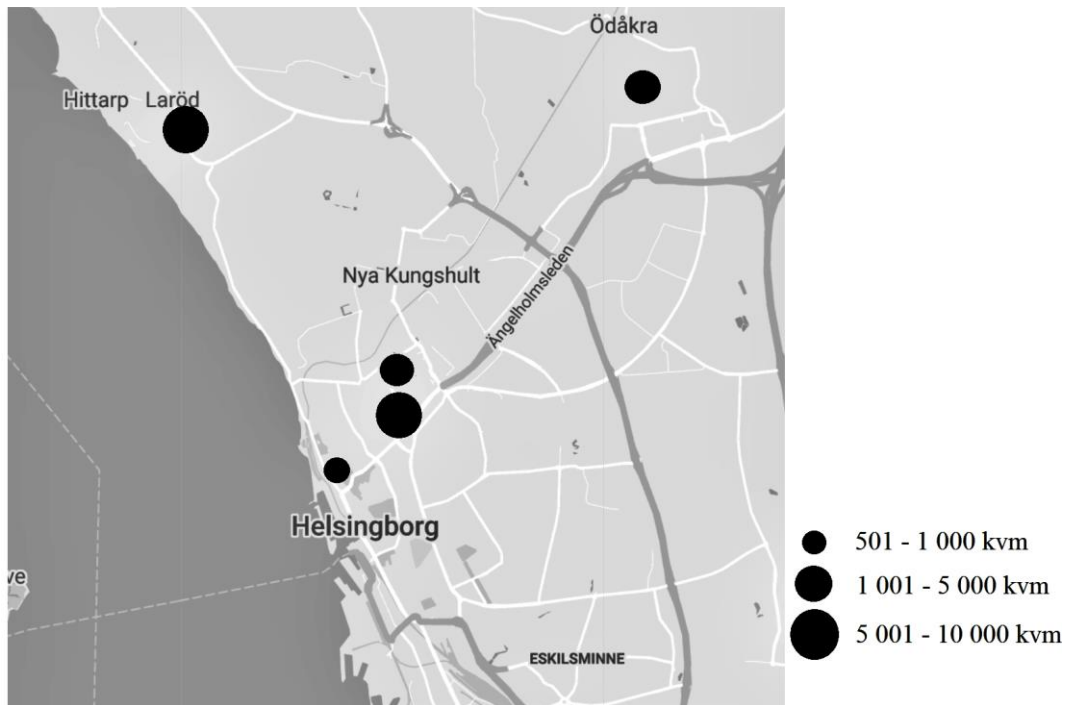 Ödåkra
Hittarp Laröd
Nya Kungshult
Ängelholmsleden
Helsingborg
ve
ESKILSMINNE
501 - 1 000 kvm
1 001 - 5 000 kvm
5 001 - 10 000 kvm